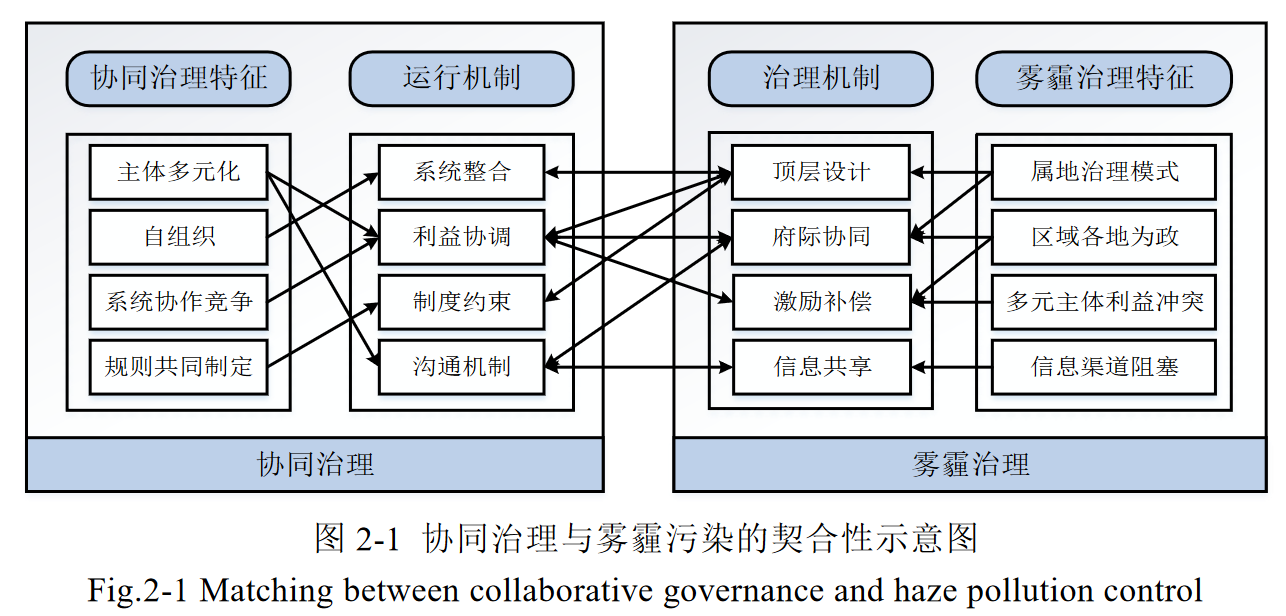 协同治理特征 运行机制 治理机制 雾霾治理特征
主体多元化 系统整合 顶层设计 属地治理模式
自组织 利益协调 府际协同 区域各地为政
系统协作竞争 制度约束 激励补偿 多元主体利益冲突
规则共同制定 沟通机制 信息共享 信息渠道阻塞
协同治理 雾霾治理
图 2-1 协同治理与雾霾污染的契合性示意图
Fig.2-1 Matching between collaborative governance and haze pollution control